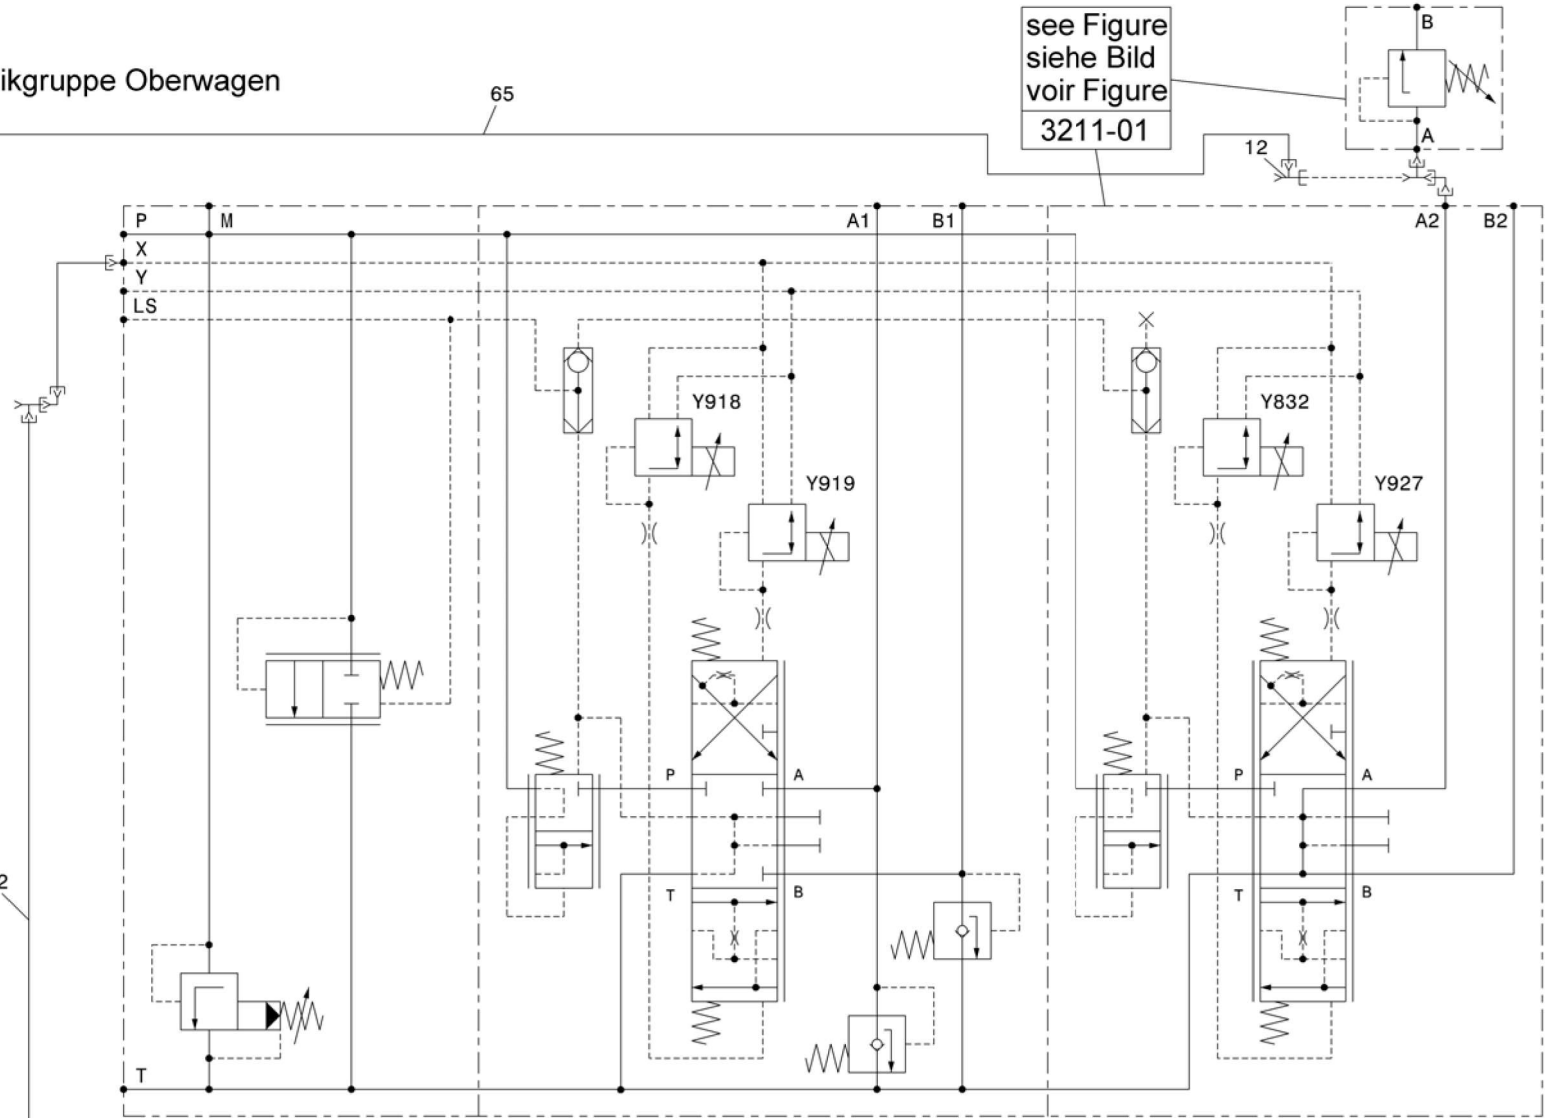 see Figure
siehe Bild
voir Figure
3211-01
B
ikgruppe Oberwagen
65
A
12
P
M
A1
B1
A2
B2
X
Y
LS
Y918
Y832
Y919
Y927
P
A
P
A
2
T
B
T
B
T